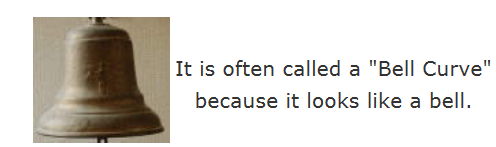 It is often called a "Bell Curve"
because it looks like a bell.